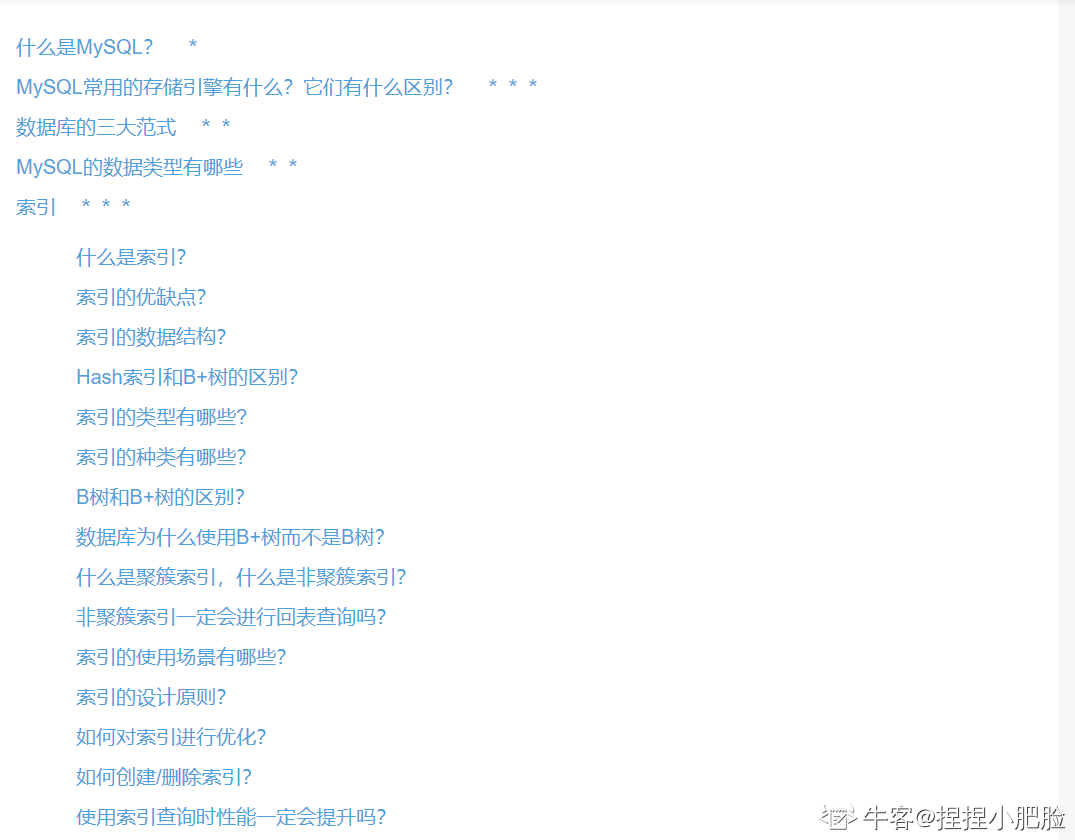 什么是MySQL? *
MySQL常用的存储引擎有什么？它们有什么区别? * * *
数据库的三大范式 * *
MySQL的数据类型有哪些 * *
索引 * * *
什么是索引?
索引的优缺点?
索引的数据结构?
Hash索引和B+树的区别?
索引的类型有哪些?
索引的种类有哪些?
B树和B+树的区别?
数据库为什么使用B+树而不是B树?
什么是聚簇索引，什么是非聚簇索引?
非聚簇索引一定会进行回表查询吗?
索引的使用场景有哪些?
索引的设计原则?
如何对索引进行优化?
如何创建/删除索引?
使用索引查询时性能一定会提升吗?
牛客@捏捏小肥脸